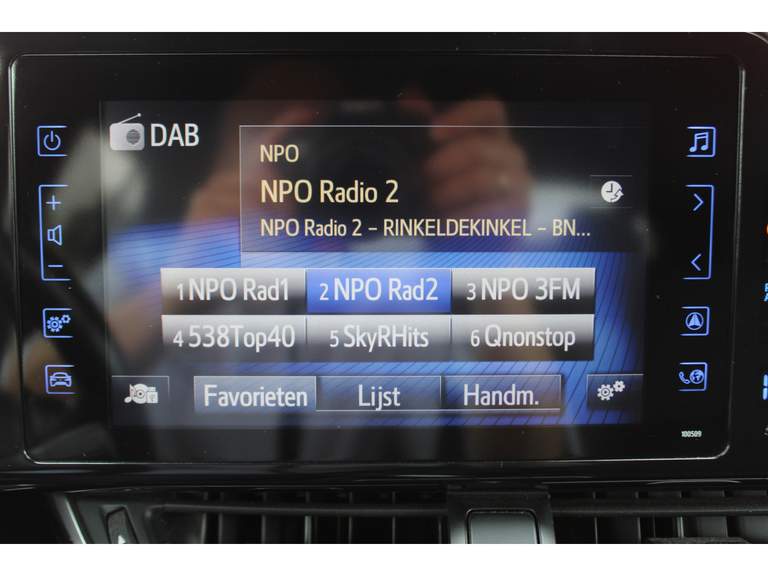 DAB
NPO
NPO Radio 2
NPO Radio 2 – RINKELDEKINKEL – BN...
1 NPO Rad1
2 NPO Rad2
3 NPO 3FM
4 538Top40
5 SkyRHits
6 Qnonstop
Favorieten
Lijst
Handm.
100509